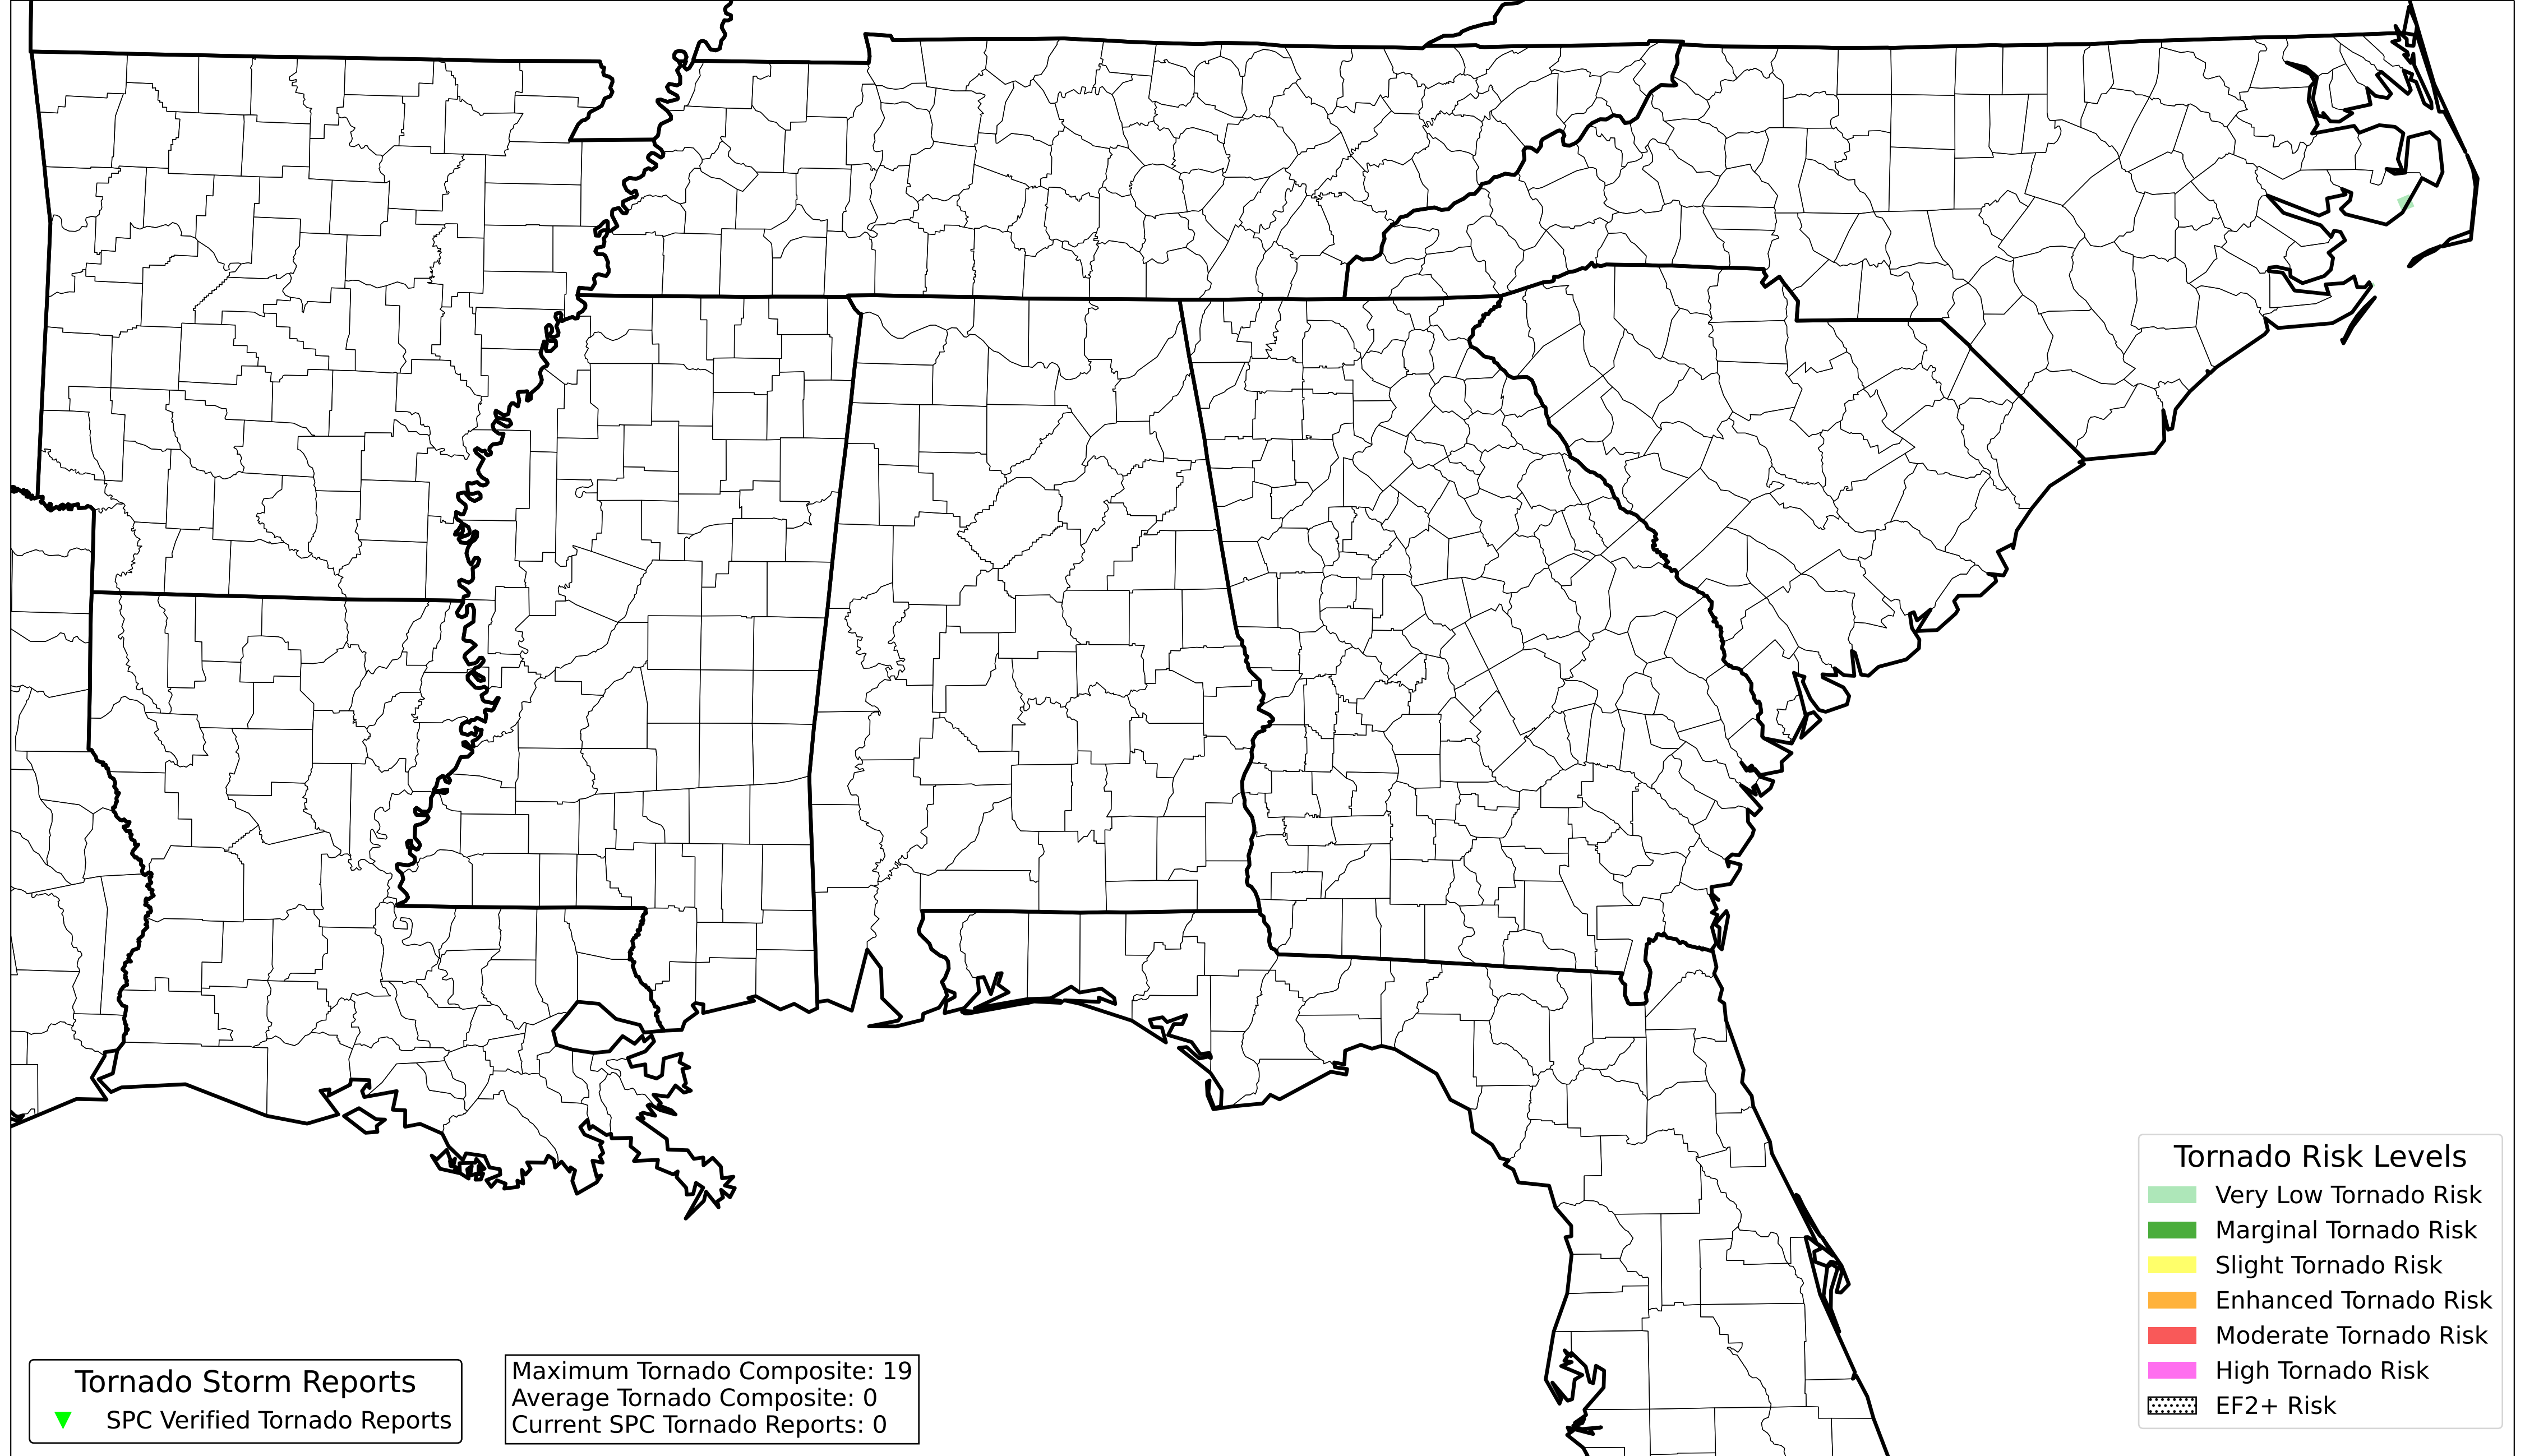 Tornado Risk Levels
Very Low Tornado Risk
Marginal Tornado Risk
Slight Tornado Risk
Enhanced Tornado Risk
Moderate Tornado Risk
High Tornado Risk
EF2+ Risk
Tornado Storm Reports
SPC Verified Tornado Reports
Maximum Tornado Composite: 19
Average Tornado Composite: 0
Current SPC Tornado Reports: 0